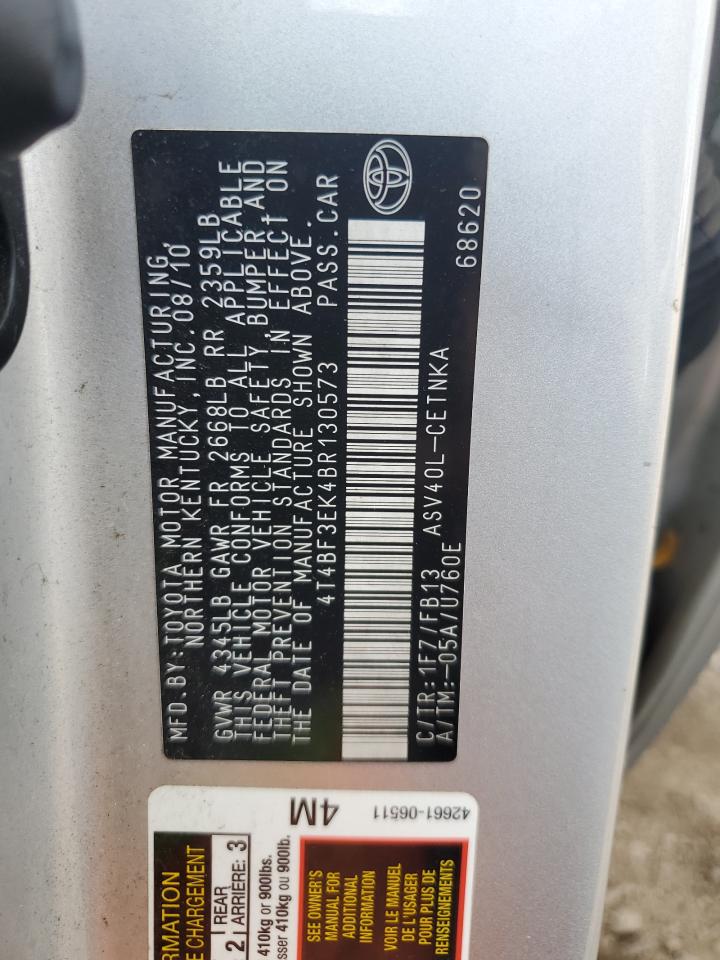 MFD.BY:TOYOTA MOTOR MANUFACTURING,
NORTHERN KENTUCKY, INC.08/10
GVWR 4345LB GAWR FR 2668LB RR 2359LB
THIS VEHICLE CONFORMS TO ALL APPLICABLE
FEDERAL MOTOR VEHICLE SAFETY, BUMPER, AND
THEFT PREVENTION STANDARDS IN EFFECT ON
THE DATE OF MANUFACTURE SHOWN ABOVE.
4T4BF3EK4BR130573 PASS.CAR
C/TR:1F7/FB13 ASV40L-CETNKA
A/TM:-05A/U760E 68620
4M
42661-06511
RMATION
E CHARGEMENT
2 REAR ARRIÈRE: 3
410kg or 900lbs.
sser 410kg ou 900lb.
SEE OWNER'S
MANUAL FOR
ADDITIONAL
INFORMATION
VOIR LE MANUEL
DE L'USAGER
POUR PLUS DE
RENSEIGNEMENTS